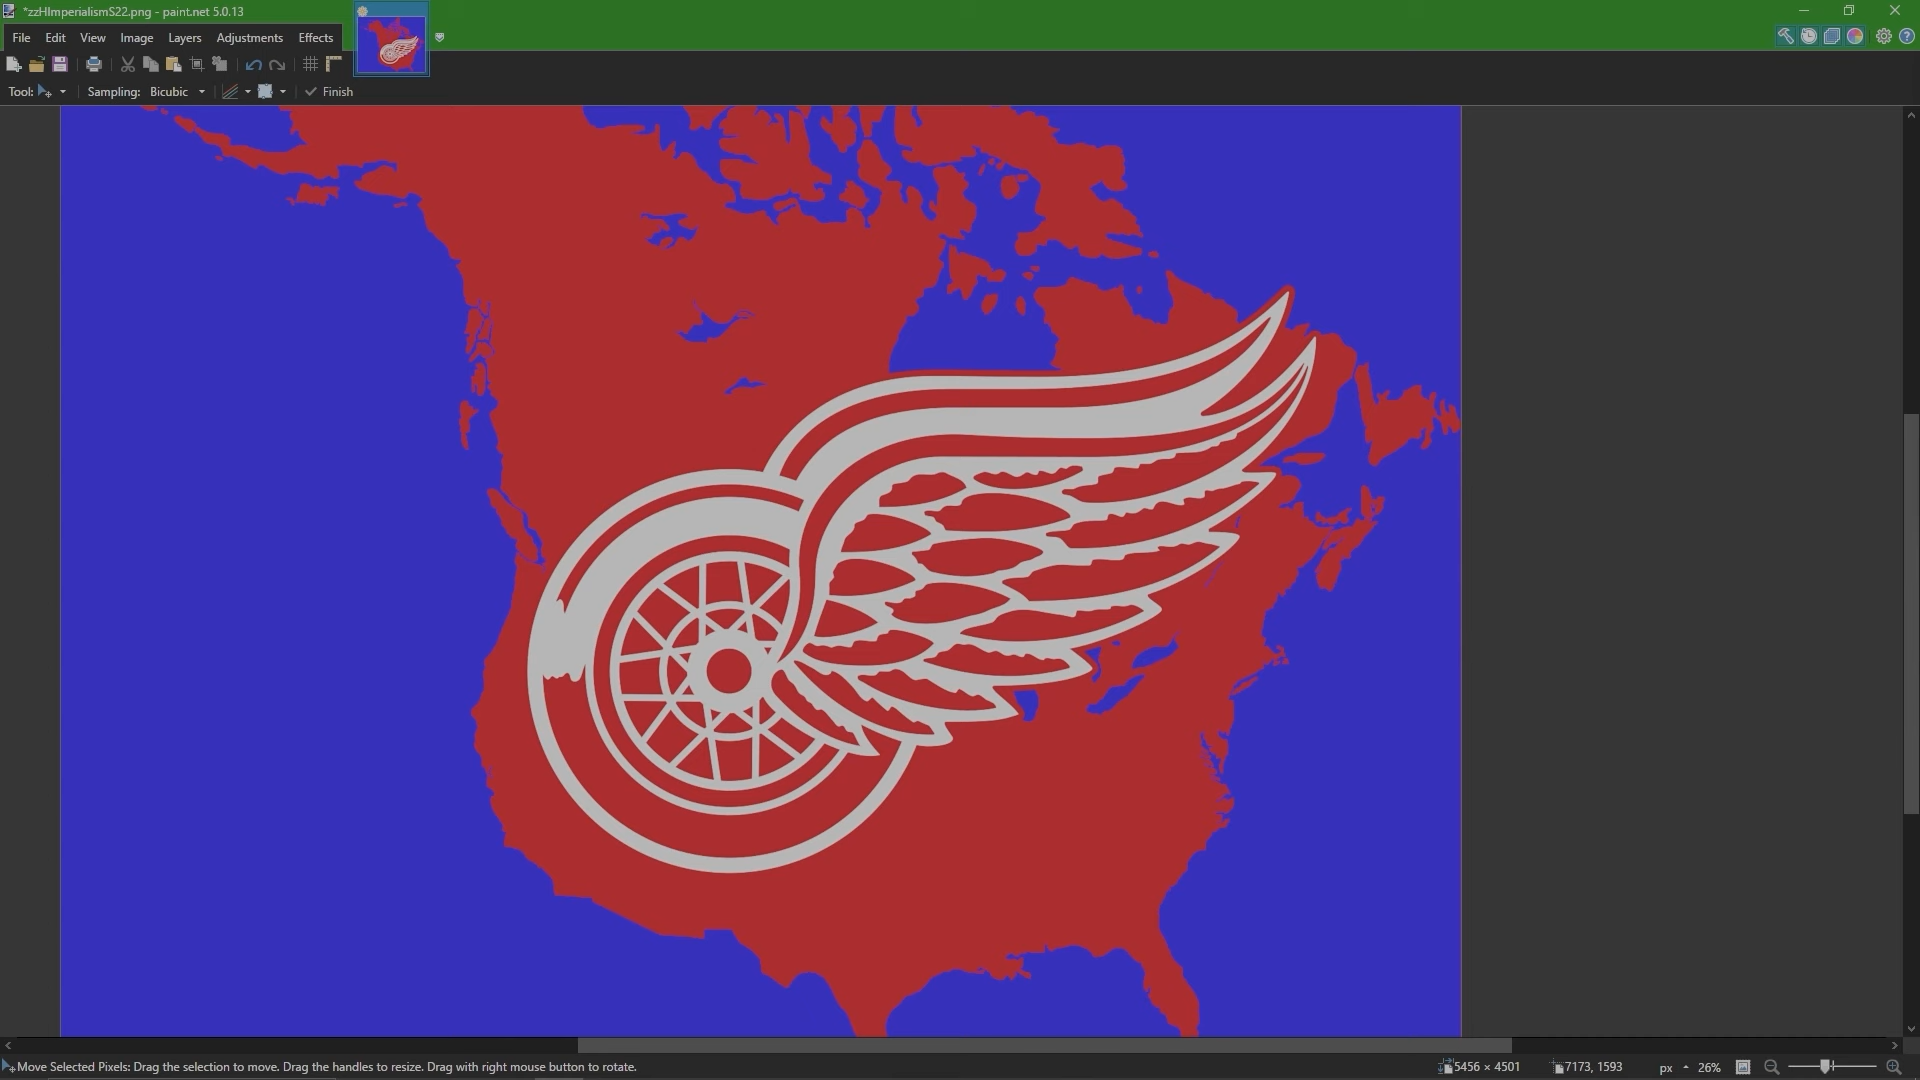 *zzHImperialismS22.png - paint.net 5.0.13
File Edit View Image Layers Adjustments Effects
Tool: Sampling: Bicubic Finish
Move Selected Pixels: Drag the selection to move. Drag the handles to resize. Drag with right mouse button to rotate. 5456 × 4501 7173, 1593 px 26%